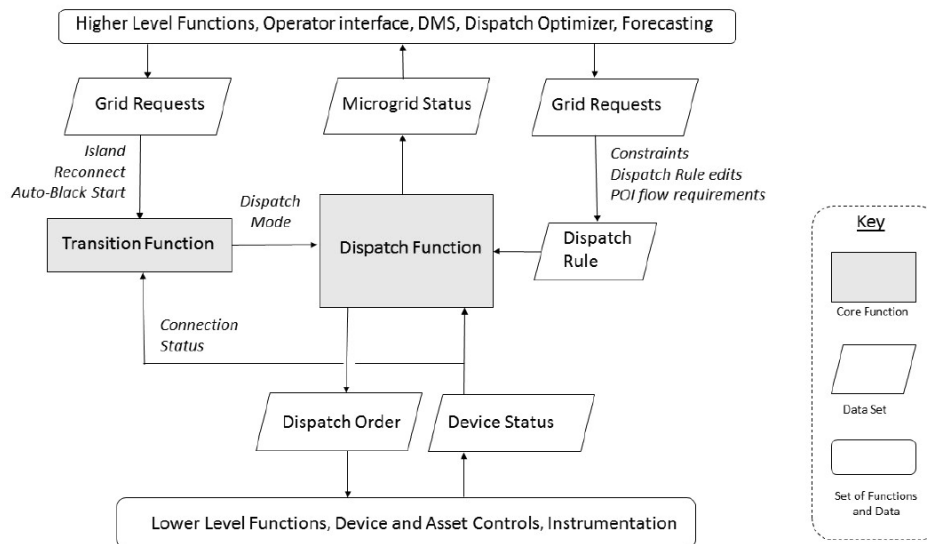 Higher Level Functions, Operator interface, DMS, Dispatch Optimizer, Forecasting
Grid Requests
Microgrid Status
Grid Requests
Island
Reconnect
Auto-Black Start
Constraints
Dispatch Rule edits
POI flow requirements
Dispatch
Mode
Transition Function
Dispatch Function
Dispatch
Rule
Connection
Status
Dispatch Order
Device Status
Lower Level Functions, Device and Asset Controls, Instrumentation
Key
Core Function
Data Set
Set of Functions
and Data